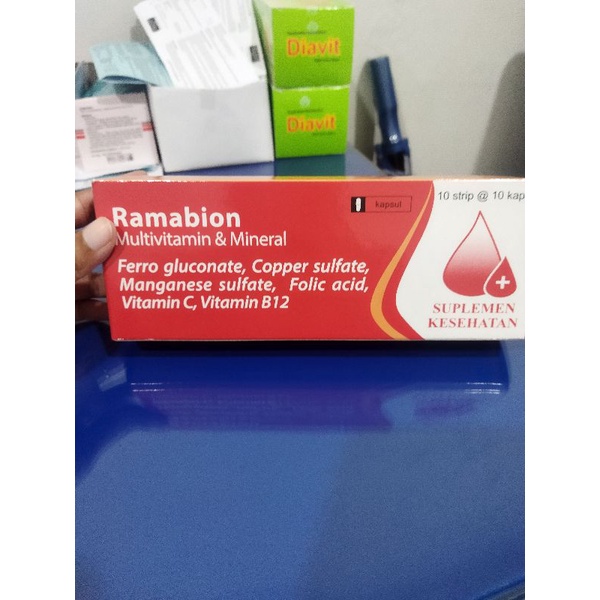 Diavit
Diavit
Ramabion
Multivitamin & Mineral
Ferro gluconate, Copper sulfate,
Manganese sulfate, Folic acid,
Vitamin C, Vitamin B12
kapsul
10 strip @ 10 kap
SUPLEMEN
KESEHATAN